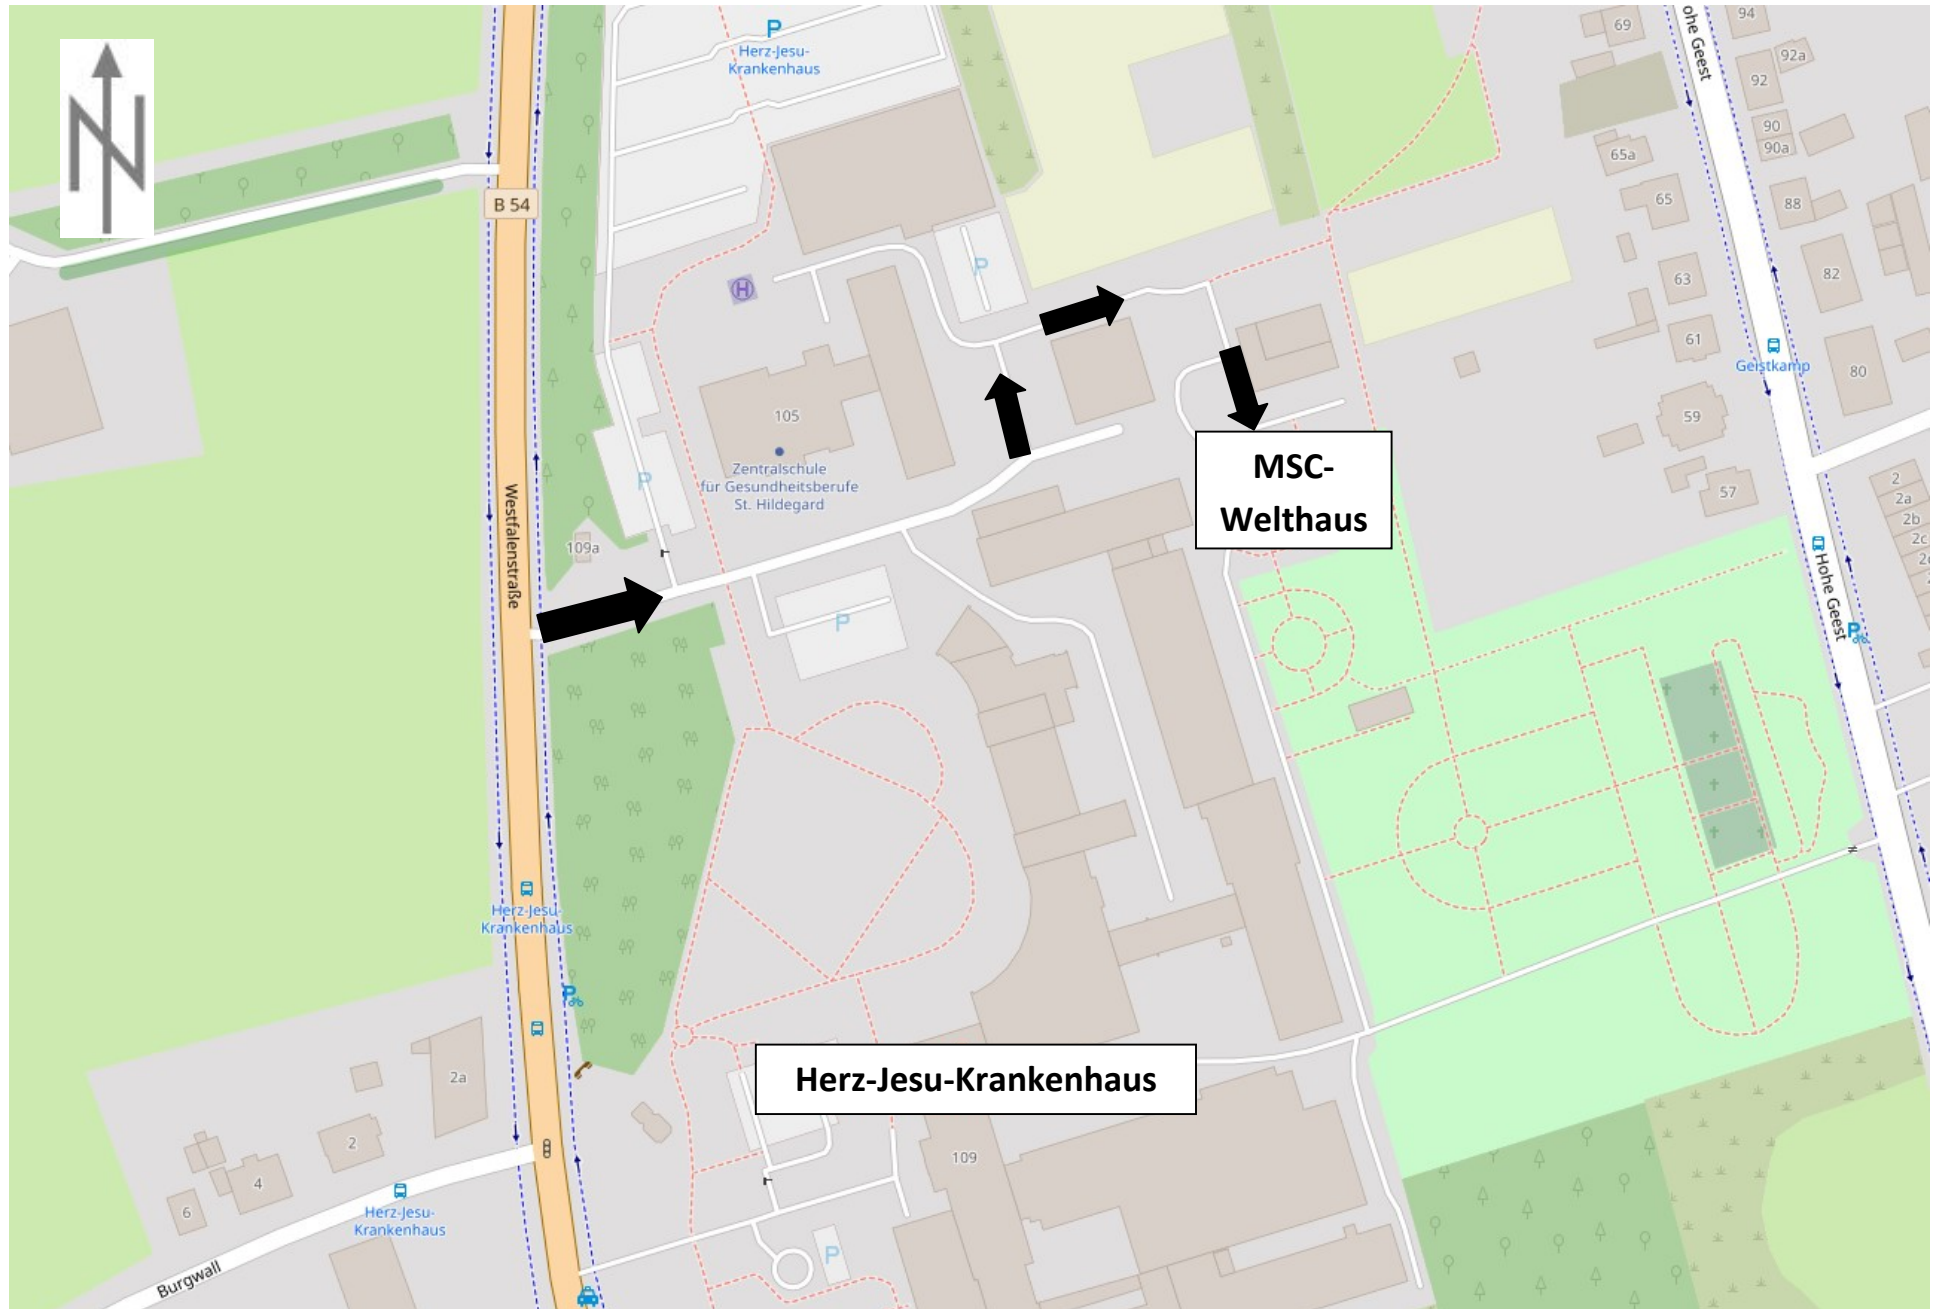 N
P
Herz-Jesu-
Krankenhaus
ohe Geest
69
94
92a
92
90
90a
65a
65
88
B 54
63
82
P
H
61
Geistkamp
80
59
105
Zentralschule
für Gesundheitsberufe
St. Hildegard
P
MSC-
Welthaus
57
2
2a
2b
2c
Westfalenstraße
109a
Hohe Geest
P
P
Herz-Jesu-
Krankenhaus
P
Herz-Jesu-Krankenhaus
2a
2
4
6
109
Herz-Jesu-
Krankenhaus
P
Burgwall